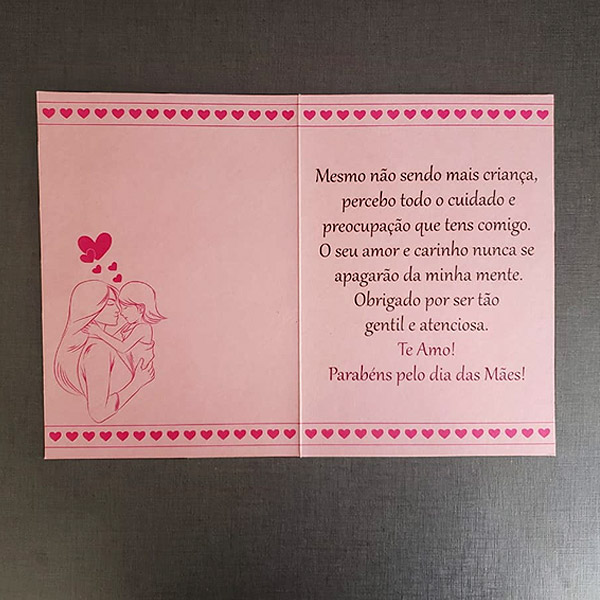 Mesmo não sendo mais criança,
percebo todo o cuidado e
preocupação que tens comigo.
O seu amor e carinho nunca se
apagarão da minha mente.
Obrigado por ser tão
gentil e atenciosa.
Te Amo!
Parabéns pelo dia das Mães!